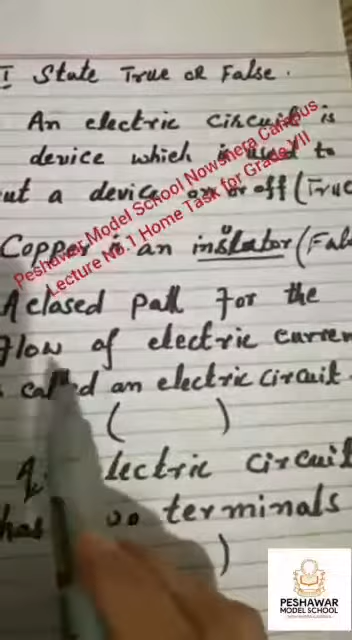 I State True or False.
An electric circuit is
device which is used to
out a device on or off (True
Copper is an insulator (Fals
A closed path for the
flow of electric curren
called an electric circuit.
( )
electric circuit
has terminals
)
Peshawar Model School Nowshera Campus
Lecture No.1 Home Task for Grade VII
PESHAWAR
MODEL SCHOOL